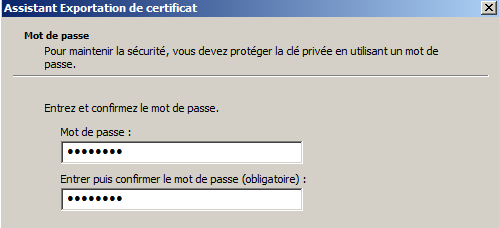 Assistant Exportation de certificat
Mot de passe
Pour maintenir la sécurité, vous devez protéger la clé privée en utilisant un mot de
passe.
Entrez et confirmez le mot de passe.
Mot de passe :
••••••••
Entrer puis confirmer le mot de passe (obligatoire) :
••••••••